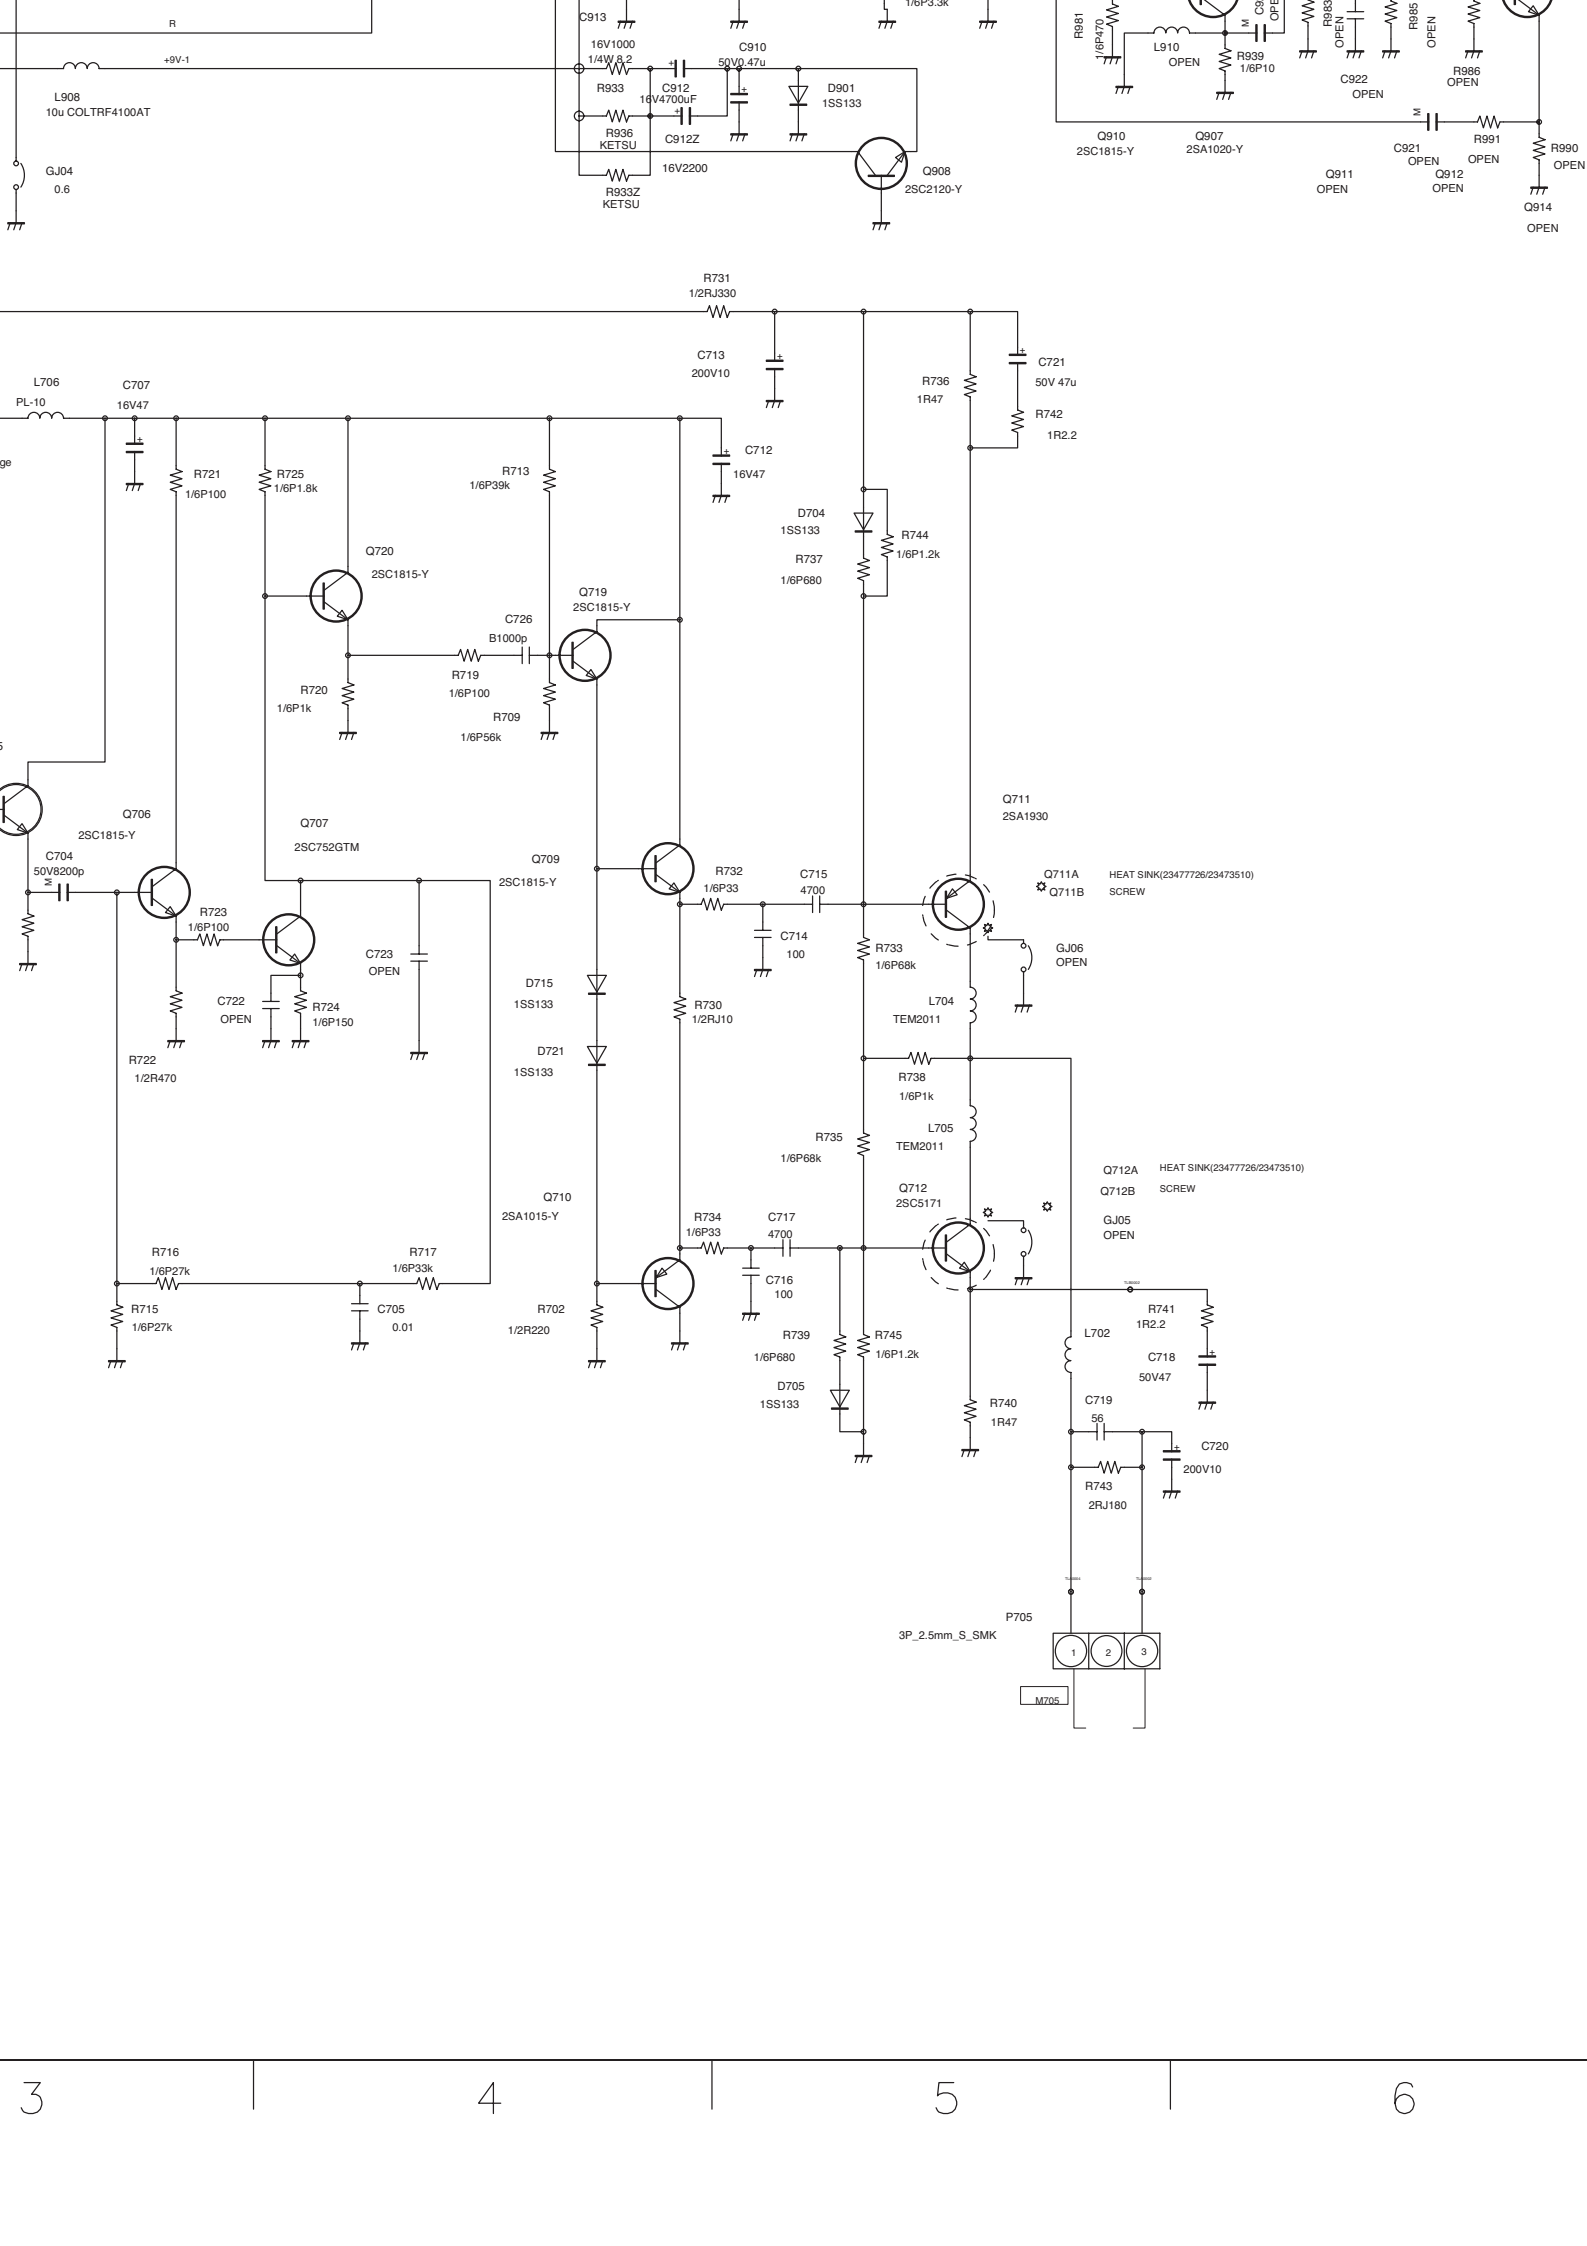 C913
1/6P3.3k
R981
1/6P470
L910
OPEN
M
R939
1/6P10
R983
OPEN
C922
OPEN
R985
OPEN
R986
OPEN
R
+9V-1
L908
10u COLTRF4100AT
GJ04
0.6
16V1000
1/4W 8.2
R933
C912
16V4700uF
C910
50V0.47u
D901
1SS133
R936
KETSU
C912Z
16V2200
R933Z
KETSU
Q908
2SC2120-Y
Q910
2SC1815-Y
Q907
2SA1020-Y
M
C921
OPEN
R991
OPEN
R990
OPEN
Q911
OPEN
Q912
OPEN
Q914
OPEN
R731
1/2RJ330
C713
200V10
R736
1R47
C721
50V 47u
R742
1R2.2
L706
PL-10
C707
16V47
ge
R721
1/6P100
R725
1/6P1.8k
R713
1/6P39k
C712
16V47
D704
1SS133
R737
1/6P680
R744
1/6P1.2k
Q720
2SC1815-Y
Q719
2SC1815-Y
C726
B1000p
R719
1/6P100
R720
1/6P1k
R709
1/6P56k
Q706
2SC1815-Y
Q707
2SC752GTM
C704
50V8200p
M
R723
1/6P100
C722
OPEN
R724
1/6P150
C723
OPEN
R722
1/2R470
Q709
2SC1815-Y
R732
1/6P33
C715
4700
C714
100
R733
1/6P68k
Q711
2SA1930
Q711A HEAT SINK(23477726/23473510)
Q711B SCREW
GJ06
OPEN
D715
1SS133
R730
1/2RJ10
L704
TEM2011
D721
1SS133
R738
1/6P1k
L705
TEM2011
R735
1/6P68k
Q712
2SC5171
Q712A HEAT SINK(23477726/23473510)
Q712B SCREW
GJ05
OPEN
Q710
2SA1015-Y
R734
1/6P33
C717
4700
C716
100
R716
1/6P27k
R717
1/6P33k
R715
1/6P27k
C705
0.01
R702
1/2R220
R739
1/6P680
R745
1/6P1.2k
D705
1SS133
R740
1R47
L702
R741
1R2.2
C718
50V47
C719
56
C720
200V10
R743
2RJ180
P705
3P_2.5mm_S_SMK
1 2 3
M705
3 4 5 6